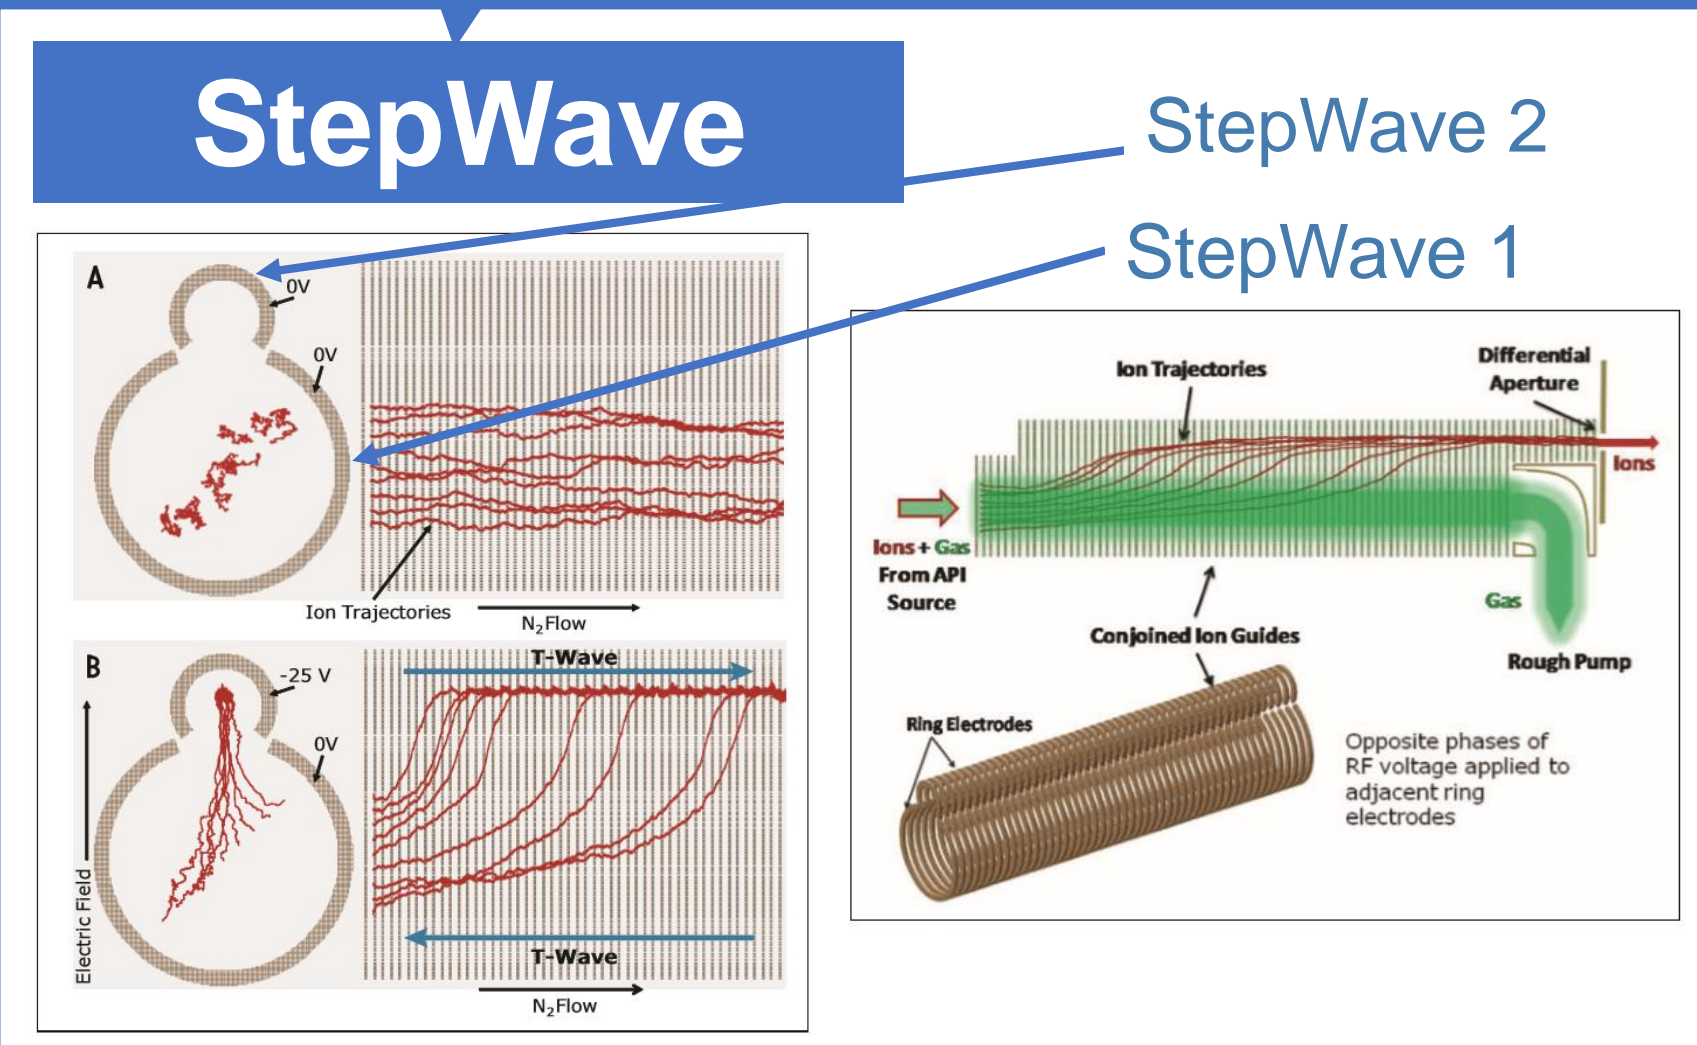 StepWave
StepWave 2
StepWave 1
A
0V
0V
Ion Trajectories
N₂Flow
B
-25 V
0V
Electric Field
T-Wave
T-Wave
N₂Flow
Ion Trajectories
Differential
Aperture
Ions
Ions + Gas
From API
Source
Gas
Rough Pump
Conjoined Ion Guides
Ring Electrodes
Opposite phases of
RF voltage applied to
adjacent ring
electrodes